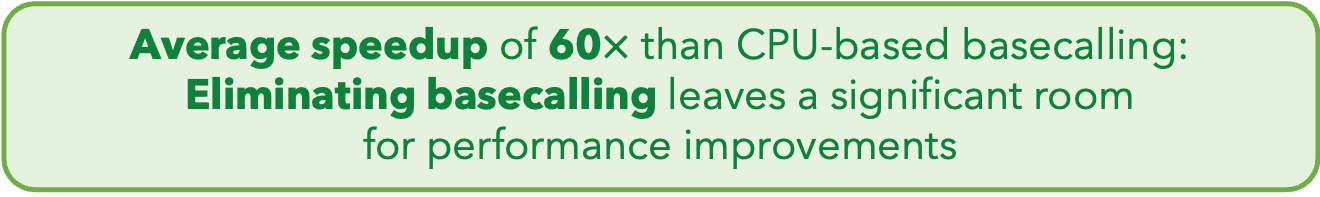 Average speedup of 60× than CPU-based basecalling:
Eliminating basecalling leaves a significant room
for performance improvements